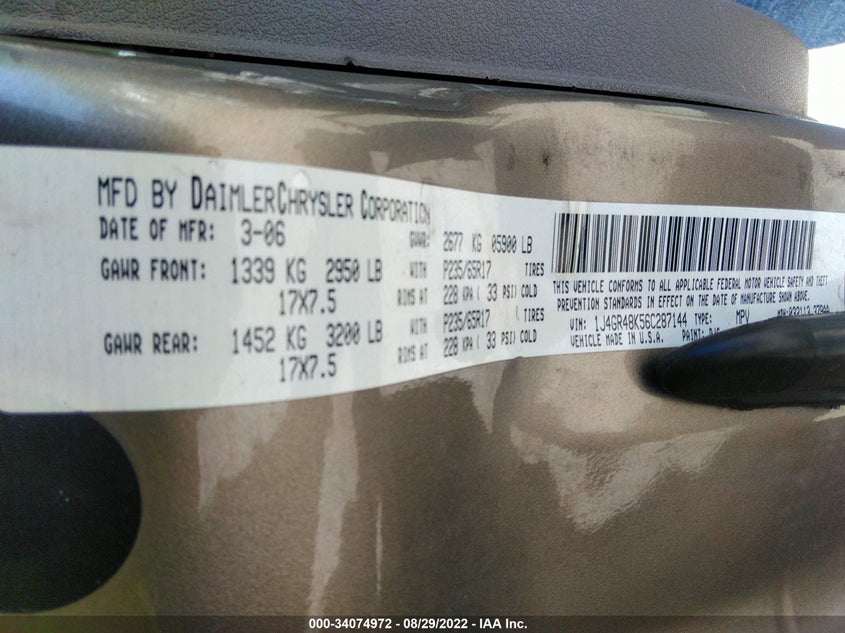 MFD BY DAIMLERCHRYSLER CORPORATION
DATE OF MFR: 3-06 GVWR: 2677 KG 05900 LB
GAWR FRONT: 1339 KG 2950 LB WITH P235/65R17 TIRES
17X7.5 RIMS AT 228 KPA ( 33 PSI) COLD
GAWR REAR: 1452 KG 3200 LB WITH P235/65R17 TIRES
17X7.5 RIMS AT 228 KPA ( 33 PSI) COLD
THIS VEHICLE CONFORMS TO ALL APPLICABLE FEDERAL MOTOR VEHICLE SAFETY AND THEFT
PREVENTION STANDARDS IN EFFECT ON THE DATE OF MANUFACTURE SHOWN ABOVE.
VIN: 1J4GR48K56C287144 TYPE: MPV
VEHICLE MADE IN U.S.A. PAINT:
000-34074972 | 08/29/2022 - IAA Inc.